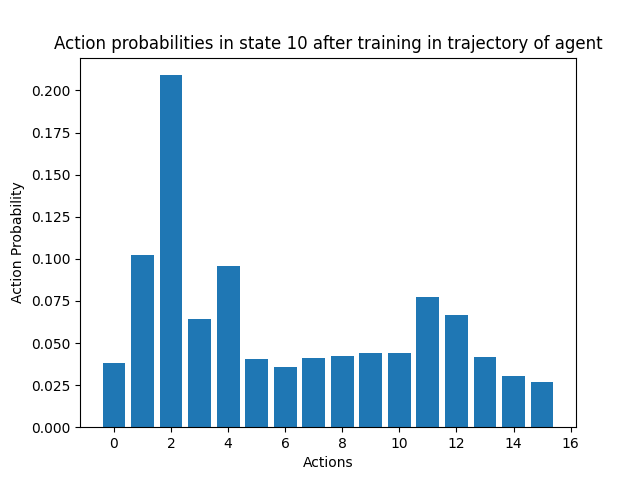 Action probabilities in state 10 after training in trajectory of agent
0.200
0.175
0.150
0.125
0.100
0.075
0.050
0.025
0.000
Action Probability
0 2 4 6 8 10 12 14 16
Actions